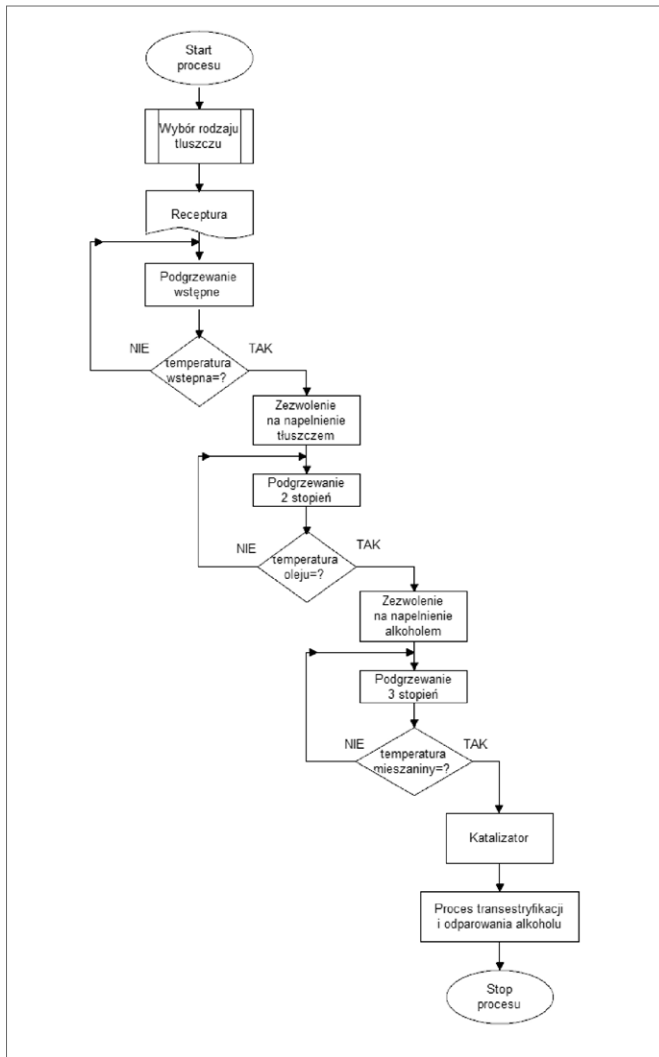 Start
procesu
Wybór rodzaju
tluszczu
Receptura
Podgrzewanie
wstępne
NIE
TAK
temperatura
wstepna=?
Zezwolenie
na napelnienie
tłuszczem
Podgrzewanie
2 stopień
NIE
TAK
temperatura
oleju=?
Zezwolenie
na napelnienie
alkoholem
Podgrzewanie
3 stopień
NIE
TAK
temperatura
mieszaniny=?
Katalizator
Proces transestryfikacji
i odparowania alkoholu
Stop
procesu